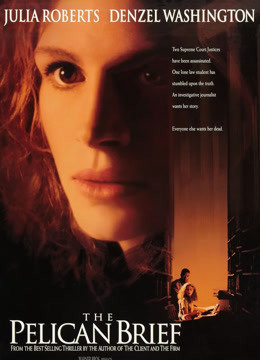 JULIA ROBERTS DENZEL WASHINGTON
Two Supreme Court Justices
have been assassinated.
One lone law student has
stumbled upon the truth.
An investigative journalist
wants her story.
Everyone else wants her dead.
THE
PELICAN BRIEF
FROM THE BEST SELLING THRILLER BY THE AUTHOR OF THE CLIENT AND THE FIRM